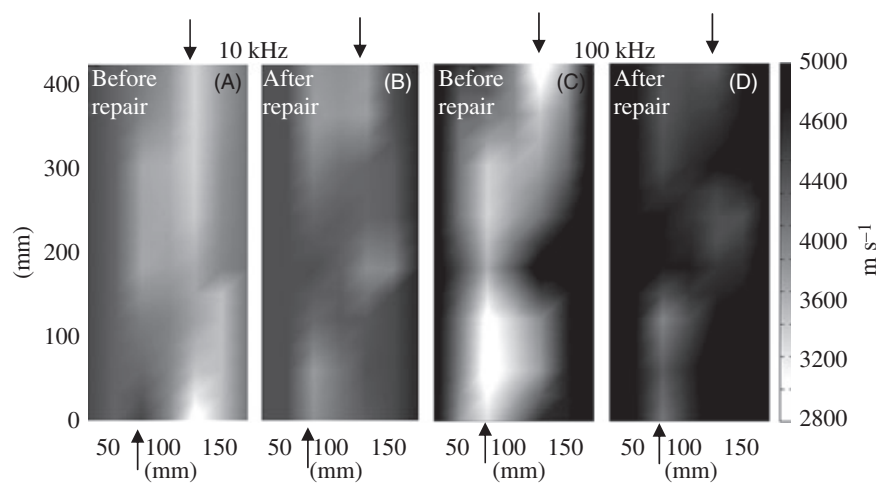 10 kHz
100 kHz
Before
repair
(A)
After
repair
(B)
Before
repair
(C)
After
repair
(D)
400
300
200
100
0
(mm)
50 100 150
(mm)
50 100 150
(mm)
50 100 150
(mm)
50 100 150
(mm)
5000
4600
4400
4000
3600
3200
2800
m s⁻¹